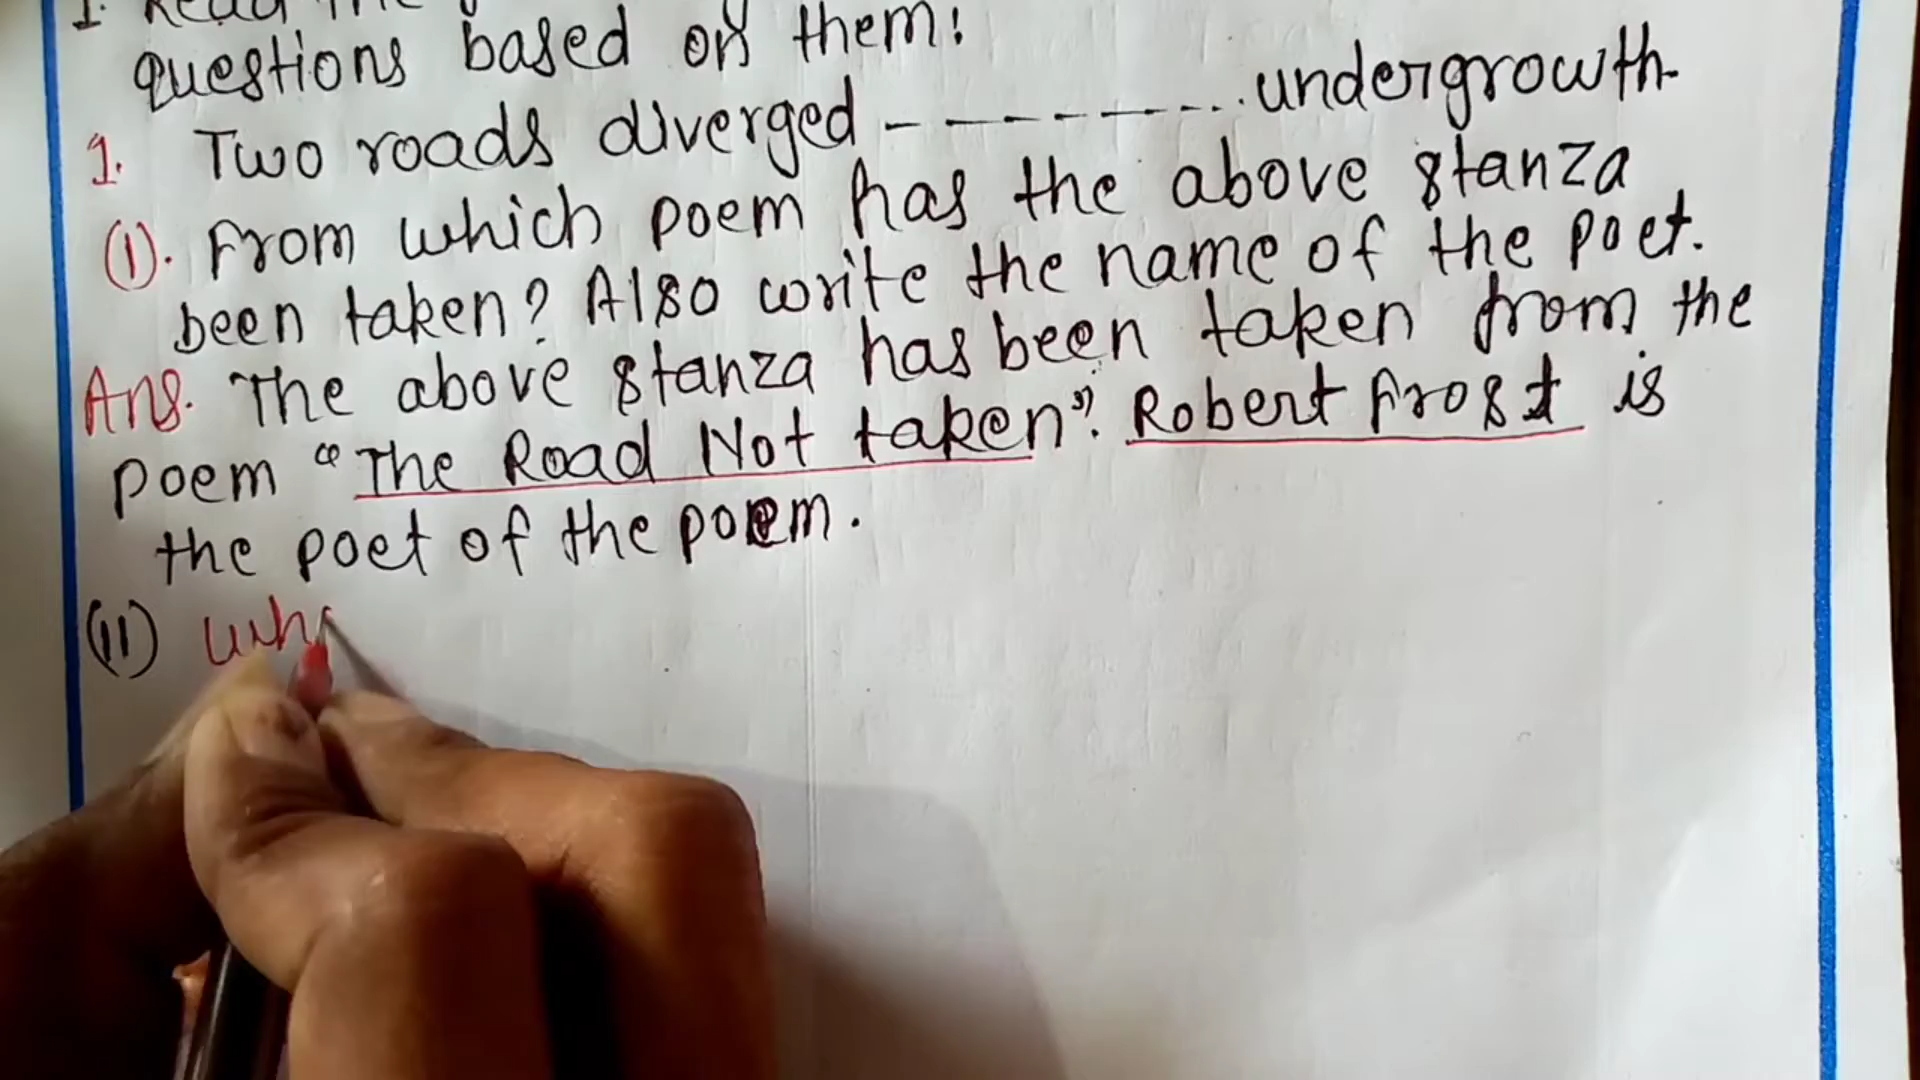 questions based on them:
1. Two roads diverged - - - - - - - - undergrowth.
(I). From which poem has the above stanza
been taken? Also write the name of the poet.
Ans. The above stanza has been taken from the
poem "The Road Not taken". Robert Frost is
the poet of the poem.
(II)